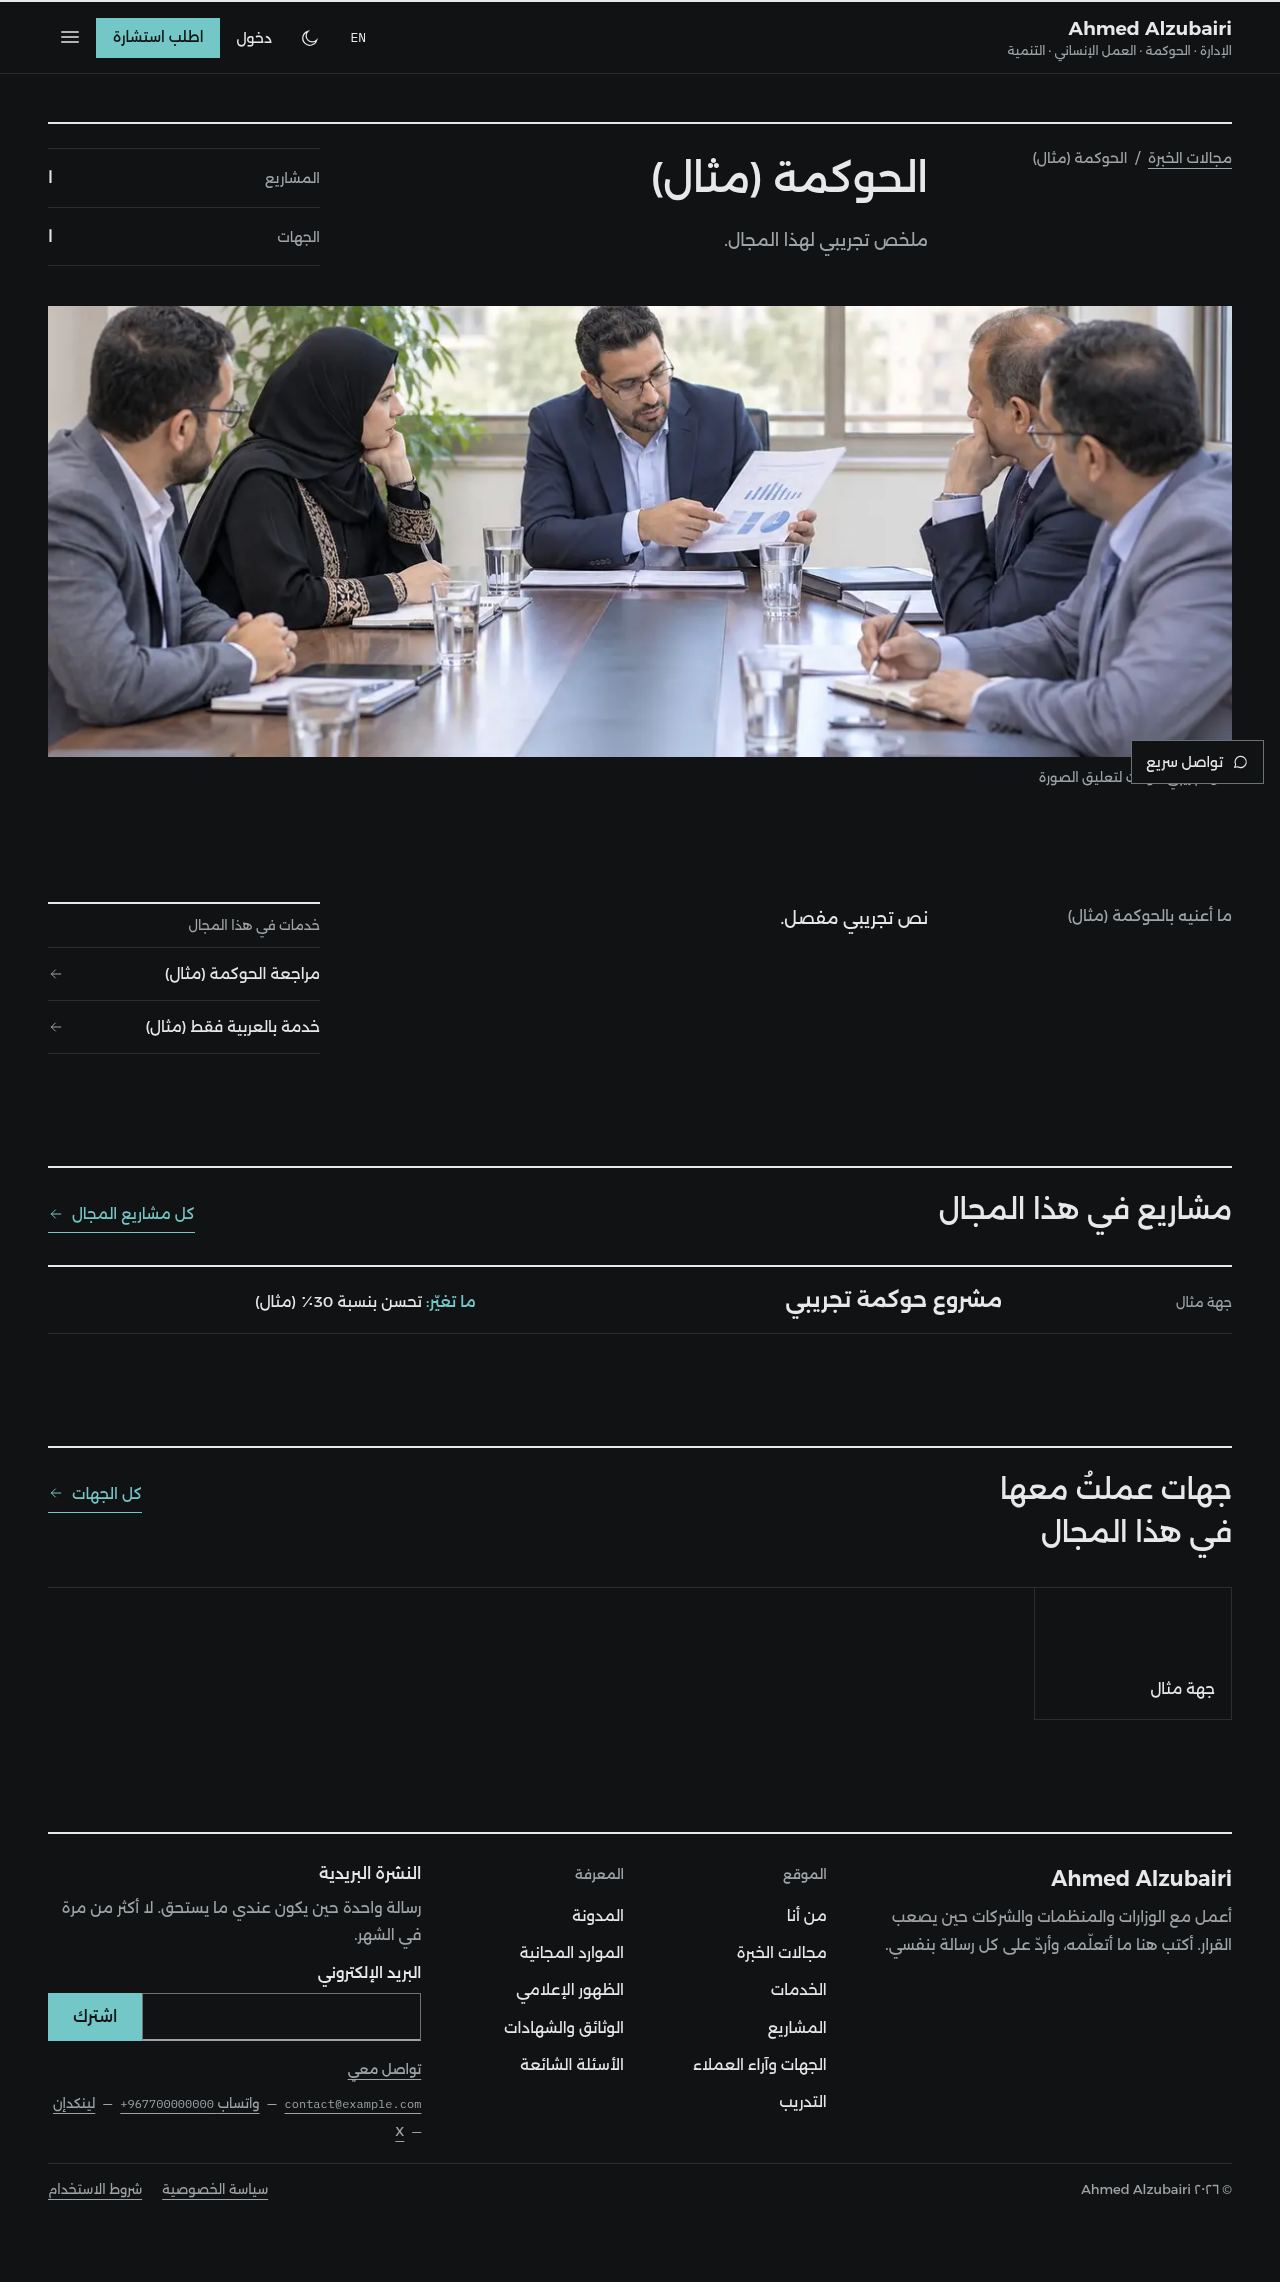 Ahmed Alzubairi
الإدارة · الحوكمة · العمل الإنساني · التنمية
EN
دخول
اطلب استشارة
مجالات الخبرة / الحوكمة (مثال)
الحوكمة (مثال)
ملخص تجريبي لهذا المجال.
المشاريع ١
الجهات ١
لتعليق الصورة
تواصل سريع
ما أعنيه بالحوكمة (مثال)
نص تجريبي مفصل.
خدمات في هذا المجال
مراجعة الحوكمة (مثال)
خدمة بالعربية فقط (مثال)
مشاريع في هذا المجال
كل مشاريع المجال
جهة مثال
مشروع حوكمة تجريبي
ما تغيّر: تحسن بنسبة 30٪ (مثال)
جهات عملتُ معها
في هذا المجال
كل الجهات
جهة مثال
Ahmed Alzubairi
أعمل مع الوزارات والمنظمات والشركات حين يصعب
القرار. أكتب هنا ما أتعلّمه، وأردّ على كل رسالة بنفسي.
الموقع
من أنا
مجالات الخبرة
الخدمات
المشاريع
الجهات وآراء العملاء
التدريب
المعرفة
المدونة
الموارد المجانية
الظهور الإعلامي
الوثائق والشهادات
الأسئلة الشائعة
النشرة البريدية
رسالة واحدة حين يكون عندي ما يستحق. لا أكثر من مرة
في الشهر.
البريد الإلكتروني
اشترك
تواصل معي
contact@example.com — واتساب +967700000000 — لينكدإن
— X
© ٢٠٢٦ Ahmed Alzubairi
سياسة الخصوصية
شروط الاستخدام